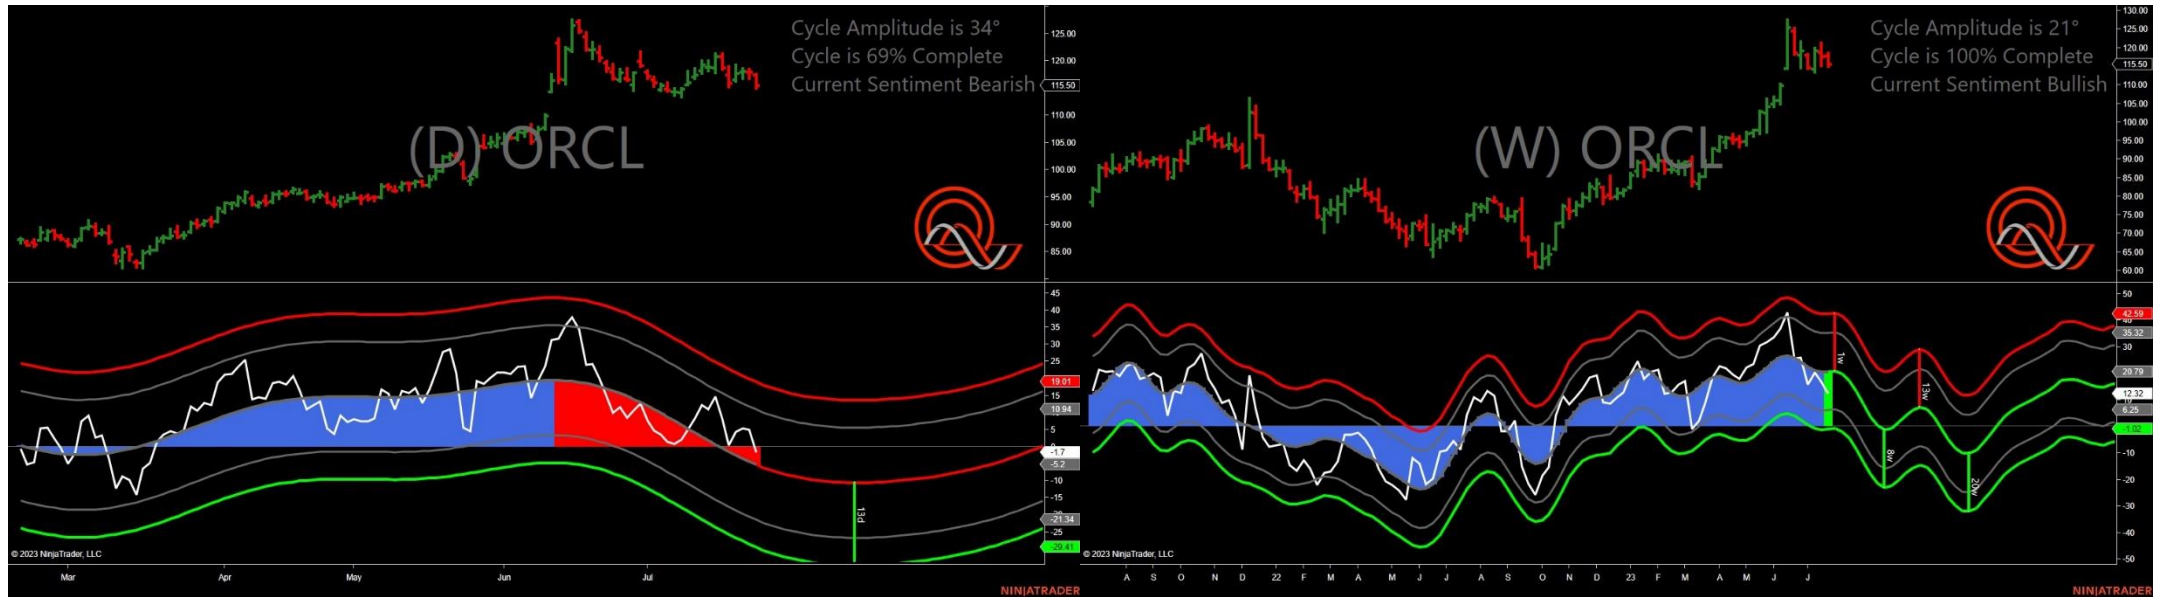 Cycle Amplitude is 34°
Cycle is 69% Complete
Current Sentiment Bearish
(D) ORCL
125.00
120.00
115.50
110.00
105.00
100.00
95.00
90.00
85.00
45
40
35
30
25
19.01
15
10.94
5
-1.7
-5.2
-10
-15
-21.34
-25
-29.41
13d
© 2023 NinjaTrader, LLC
Mar Apr May Jun Jul
NINJATRADER
Cycle Amplitude is 21°
Cycle is 100% Complete
Current Sentiment Bullish
(W) ORCL
130.00
125.00
120.00
115.50
110.00
105.00
100.00
95.00
90.00
85.00
80.00
75.00
70.00
65.00
60.00
50
42.59
35.32
30
20.79
12.32
6.25
-1.02
-10
-20
-30
-40
-50
1w
13w
8w
20w
© 2023 NinjaTrader, LLC
A S O N D 22 F M A M J J A S O N D 23 F M A M J J
NINJATRADER